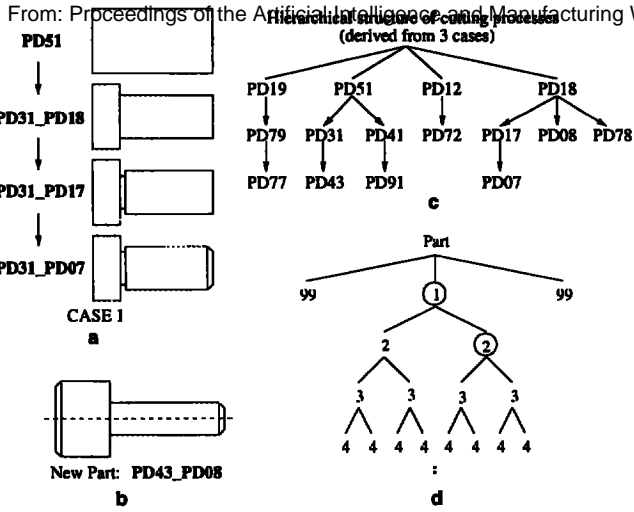 From: Proceedings of the Artificial Intelligence and Manufacturing W
Hierarchical structure of cutting processes
(derived from 3 cases)
PD51
PD31_PD18
PD31_PD17
PD31_PD07
CASE 1
a
New Part: PD43_PD08
b
PD19 PD51 PD12 PD18
PD79 PD31 PD41 PD72 PD17 PD08 PD78
PD77 PD43 PD91 PD07
c
Part
99 1 99
2 2
3 3 3 3
4 4 4 4 4 4 4 4
:
d